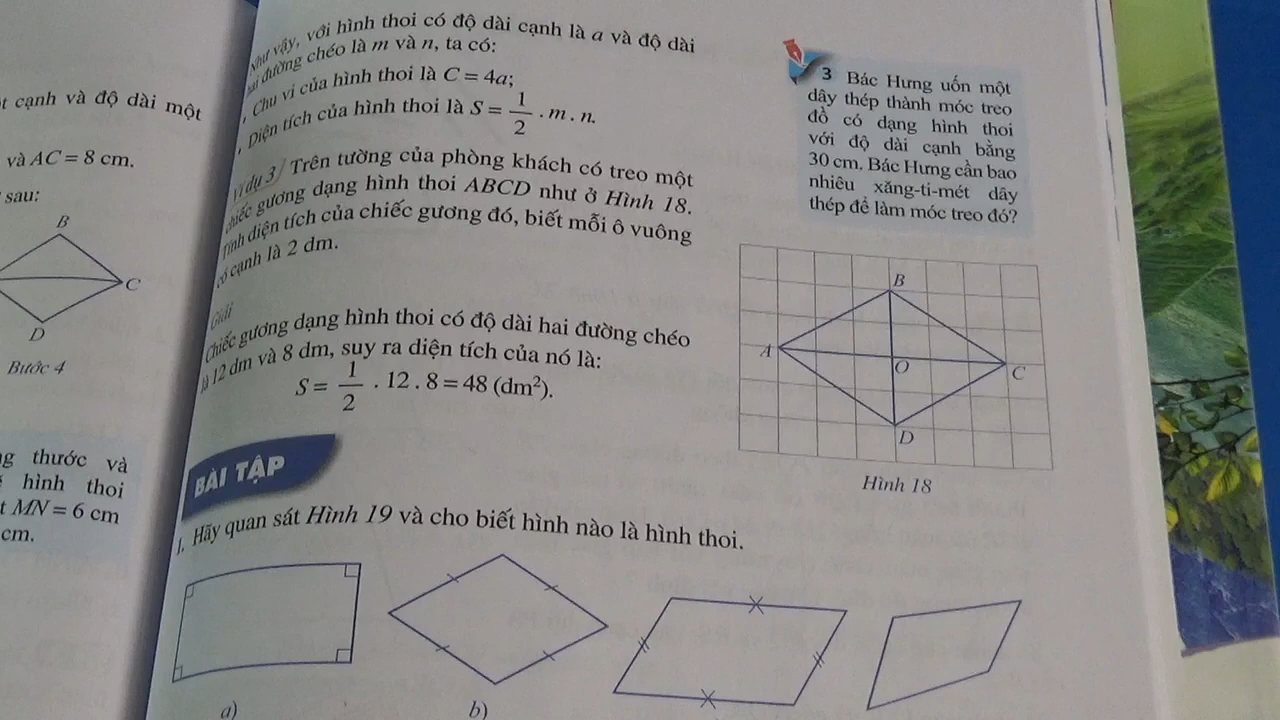 t cạnh và độ dài một
và AC = 8 cm.
sau:
B
C
D
Bước 4
g thước và
hình thoi
t MN = 6 cm
cm.
Như vậy, với hình thoi có độ dài cạnh là a và độ dài
hai đường chéo là m và n, ta có:
Chu vi của hình thoi là C = 4a;
Diện tích của hình thoi là S = 1/2 . m . n.
Ví dụ 3 Trên tường của phòng khách có treo một
chiếc gương dạng hình thoi ABCD như ở Hình 18.
Tính diện tích của chiếc gương đó, biết mỗi ô vuông
có cạnh là 2 dm.
Giải
Chiếc gương dạng hình thoi có độ dài hai đường chéo
là 12 dm và 8 dm, suy ra diện tích của nó là:
S = 1/2 . 12 . 8 = 48 (dm²).
3 Bác Hưng uốn một
dây thép thành móc treo
đồ có dạng hình thoi
với độ dài cạnh bằng
30 cm. Bác Hưng cần bao
nhiêu xăng-ti-mét dây
thép để làm móc treo đó?
B
A
O
C
D
Hình 18
BÀI TẬP
1. Hãy quan sát Hình 19 và cho biết hình nào là hình thoi.
a)
b)